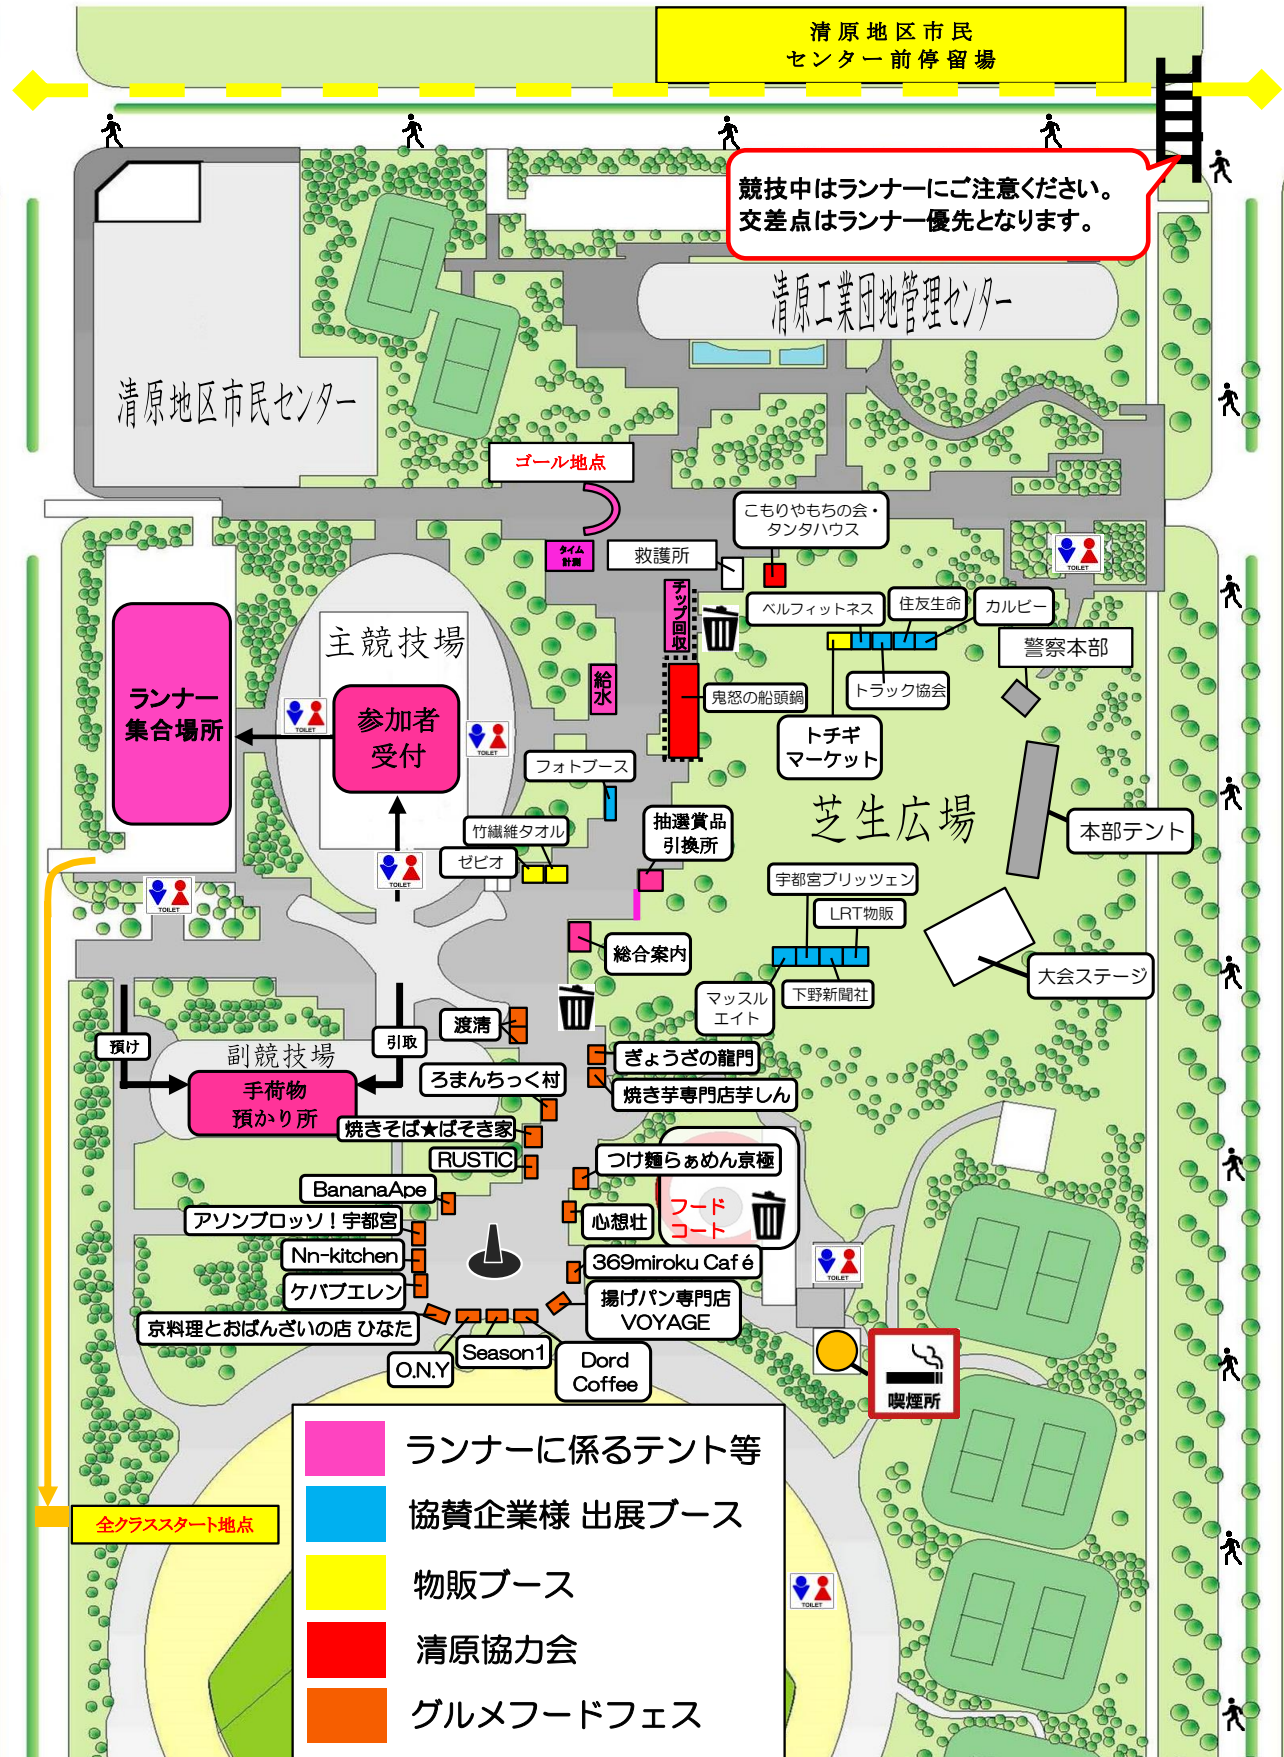 清原地区市民
センター前停留場
競技中はランナーにご注意ください。
交差点はランナー優先となります。
清原工業団地管理センター
清原地区市民センター
ゴール地点
こもりやもちの会・
タンタハウス
タイム
計測
救護所
TOILET
チップ回収
ベルフィットネス
住友生命
カルビー
主競技場
警察本部
ランナー
集合場所
給水
鬼怒の船頭鍋
トラック協会
TOILET
参加者
受付
TOILET
トチギ
マーケット
フォトブース
芝生広場
抽選賞品
引換所
竹繊維タオル
本部テント
ゼビオ
TOILET
宇都宮ブリッツェン
TOILET
LRT物販
総合案内
大会ステージ
マッスル
エイト
下野新聞社
渡清
預け
引取
副競技場
ぎょうざの龍門
ろまんちっく村
手荷物
預かり所
焼き芋専門店芋しん
焼きそば★ばそき家
RUSTIC
つけ麺らぁめん京極
BananaApe
フード
コート
アソンブロッソ！宇都宮
心想壮
Nn-kitchen
369miroku Café
TOILET
ケバブエレン
揚げパン専門店
VOYAGE
京料理とおばんざいの店 ひなた
Season1
O.N.Y
Dord
Coffee
喫煙所
ランナーに係るテント等
協賛企業様 出展ブース
全クラススタート地点
物販ブース
TOILET
清原協力会
グルメフードフェス